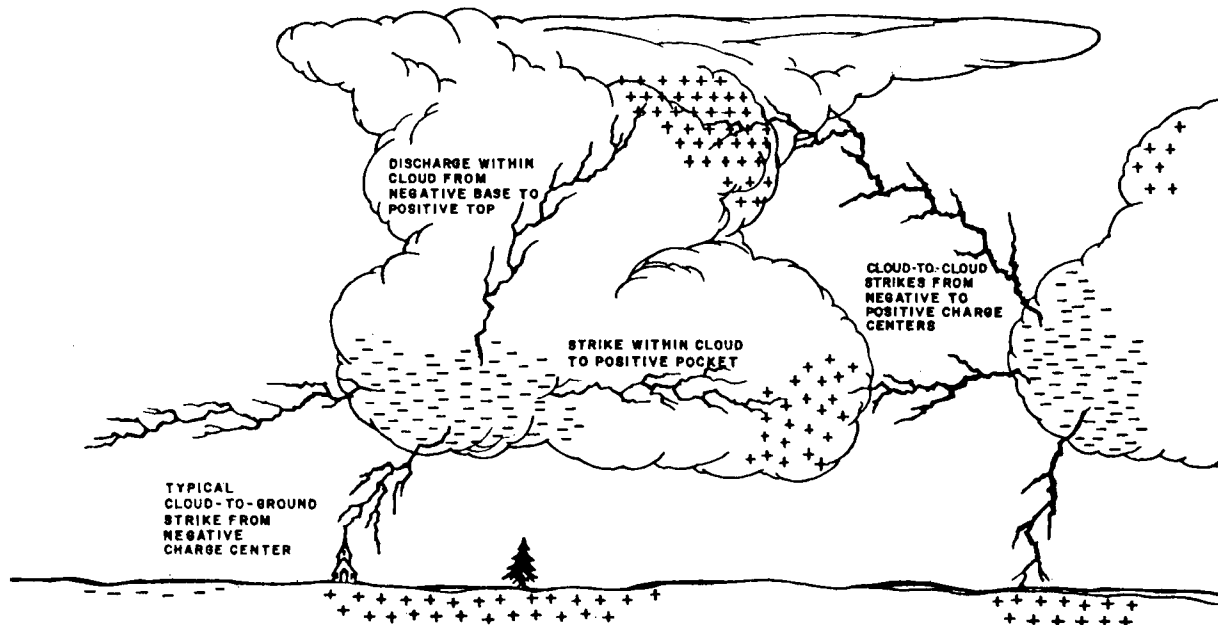 DISCHARGE WITHIN
CLOUD FROM
NEGATIVE BASE TO
POSITIVE TOP
CLOUD-TO-CLOUD
STRIKES FROM
NEGATIVE TO
POSITIVE CHARGE
CENTERS
STRIKE WITHIN CLOUD
TO POSITIVE POCKET
TYPICAL
CLOUD-TO-GROUND
STRIKE FROM
NEGATIVE
CHARGE CENTER